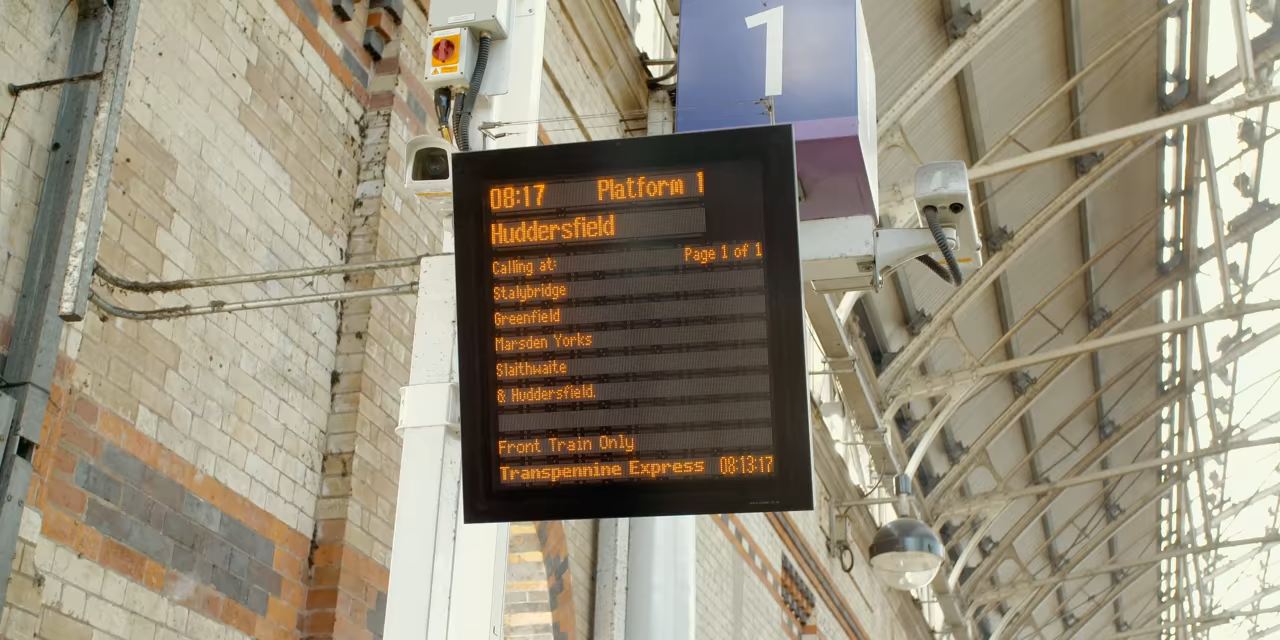 1
08:17 Platform 1
Huddersfield
Calling at: Page 1 of 1
Stalybridge
Greenfield
Marsden Yorks
Slaithwaite
& Huddersfield.
Front Train Only
Transpennine Express 08:13:17